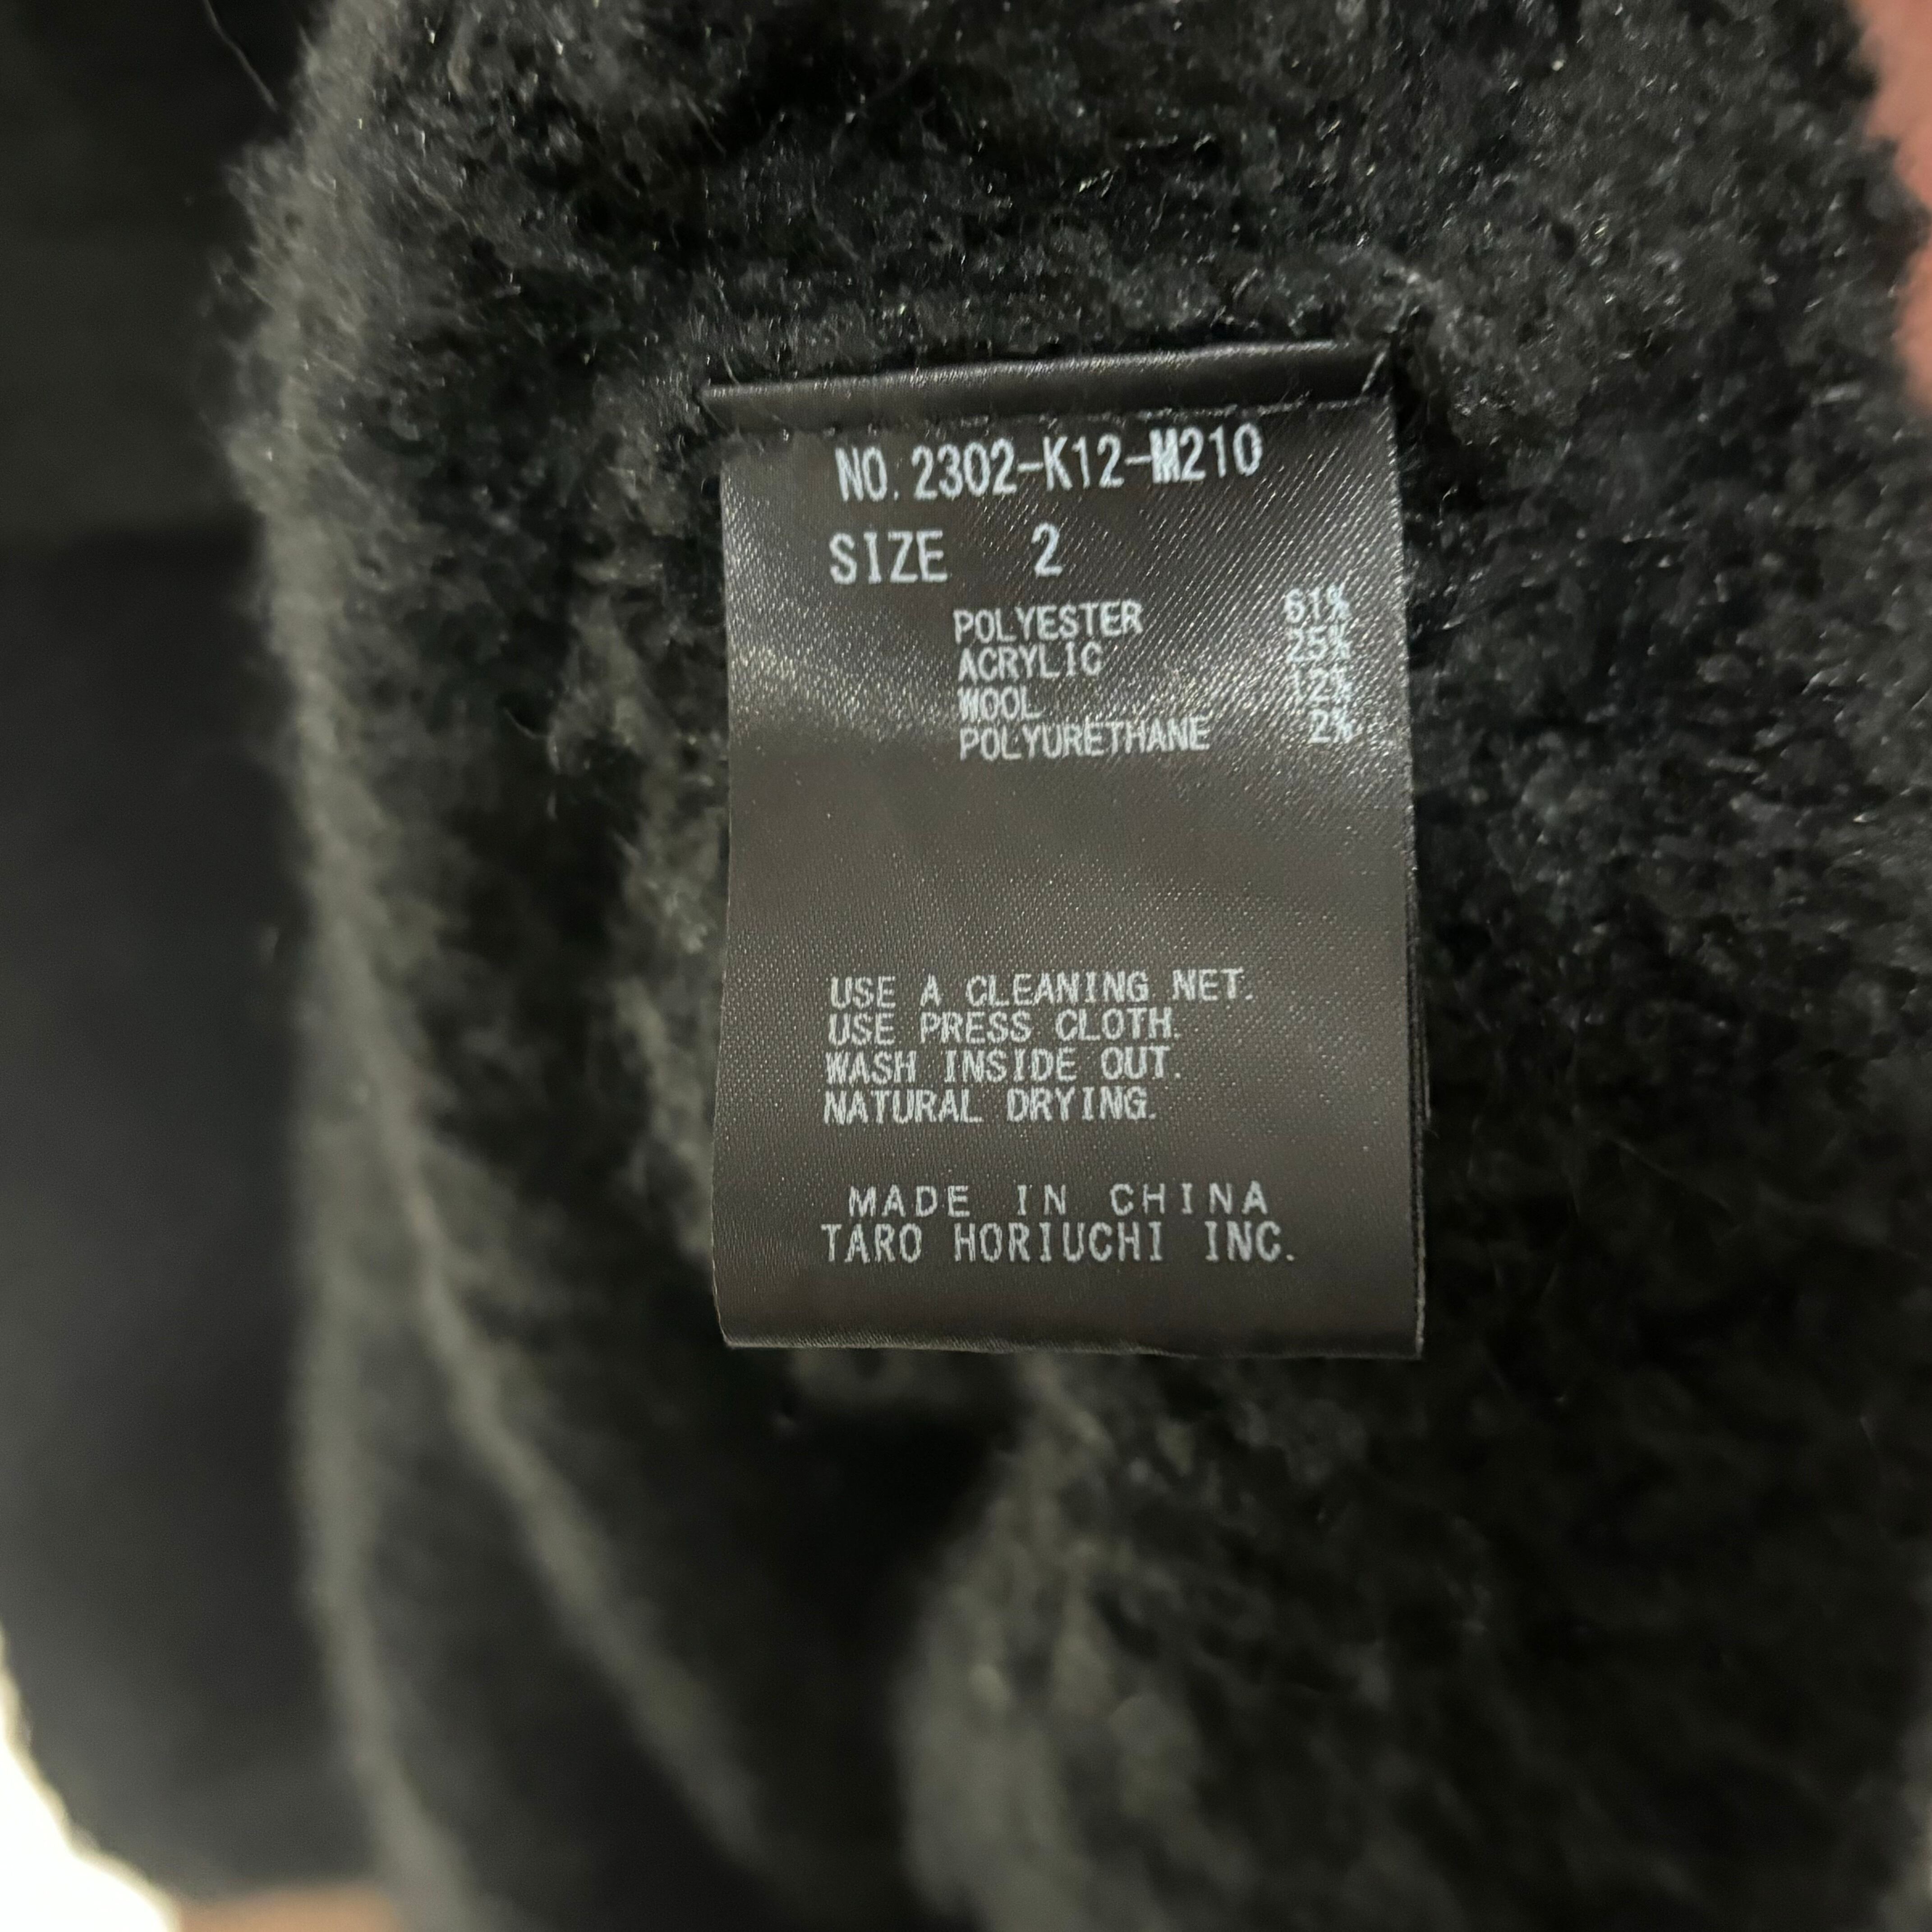 NO.2302-K12-M210
SIZE 2
POLYESTER 61%
ACRYLIC 25%
WOOL 12%
POLYURETHANE 2%
USE A CLEANING NET.
USE PRESS CLOTH.
WASH INSIDE OUT.
NATURAL DRYING.
MADE IN CHINA
TARO HORIUCHI INC.